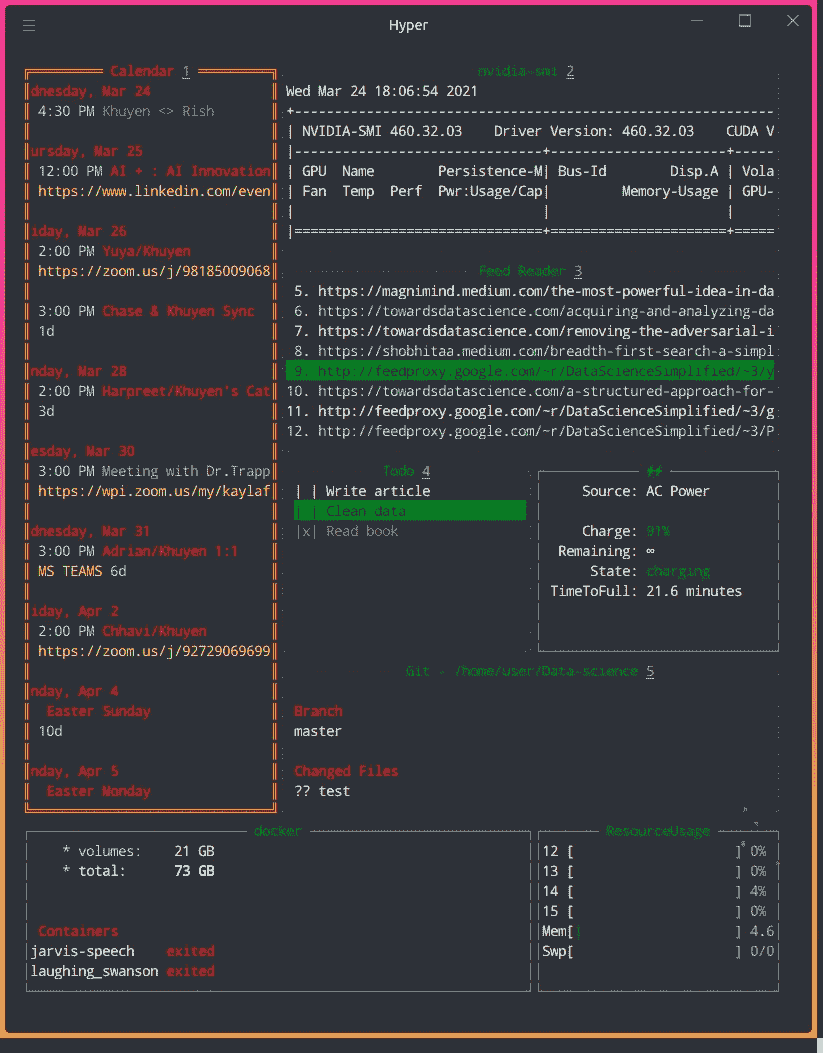 Hyper
Calendar 1
dnesday, Mar 24
4:30 PM Khuyen <> Rish
ursday, Mar 25
12:00 PM AI + : AI Innovation
https://www.linkedin.com/even
iday, Mar 26
2:00 PM Yuya/Khuyen
https://zoom.us/j/98185009068
3:00 PM Chase & Khuyen Sync
1d
nday, Mar 28
2:00 PM Harpreet/Khuyen's Cat
3d
esday, Mar 30
3:00 PM Meeting with Dr.Trapp
https://wpi.zoom.us/my/kaylaf
dnesday, Mar 31
3:00 PM Adrian/Khuyen 1:1
MS TEAMS 6d
iday, Apr 2
2:00 PM Chhavi/Khuyen
https://zoom.us/j/92729069699
nday, Apr 4
Easter Sunday
10d
nday, Apr 5
Easter Monday
nvidia-smi 2
Wed Mar 24 18:06:54 2021
NVIDIA-SMI 460.32.03 Driver Version: 460.32.03 CUDA V
GPU Name Persistence-M| Bus-Id Disp.A | Vola
Fan Temp Perf Pwr:Usage/Cap| Memory-Usage | GPU-
Feed Reader 3
5. https://magnimind.medium.com/the-most-powerful-idea-in-da
6. https://towardsdatascience.com/acquiring-and-analyzing-da
7. https://towardsdatascience.com/removing-the-adversarial-i
8. https://shobhitaa.medium.com/breadth-first-search-a-simpl
9. http://feedproxy.google.com/~r/DataScienceSimplified/~3/y
10. https://towardsdatascience.com/a-structured-approach-for-
11. http://feedproxy.google.com/~r/DataScienceSimplified/~3/g
12. http://feedproxy.google.com/~r/DataScienceSimplified/~3/P
Todo 4
| | Write article
| | Clean data
|x| Read book
##
Source: AC Power
Charge: 91%
Remaining: ∞
State: charging
TimeToFull: 21.6 minutes
Git - /home/user/Data-science 5
Branch
master
Changed Files
?? test
docker
* volumes: 21 GB
* total: 73 GB
Containers
jarvis-speech exited
laughing_swanson exited
ResourceUsage
12 [ ] 0%
13 [ ] 0%
14 [ ] 4%
15 [ ] 0%
Mem[| ] 4.6
Swp[ ] 0/0